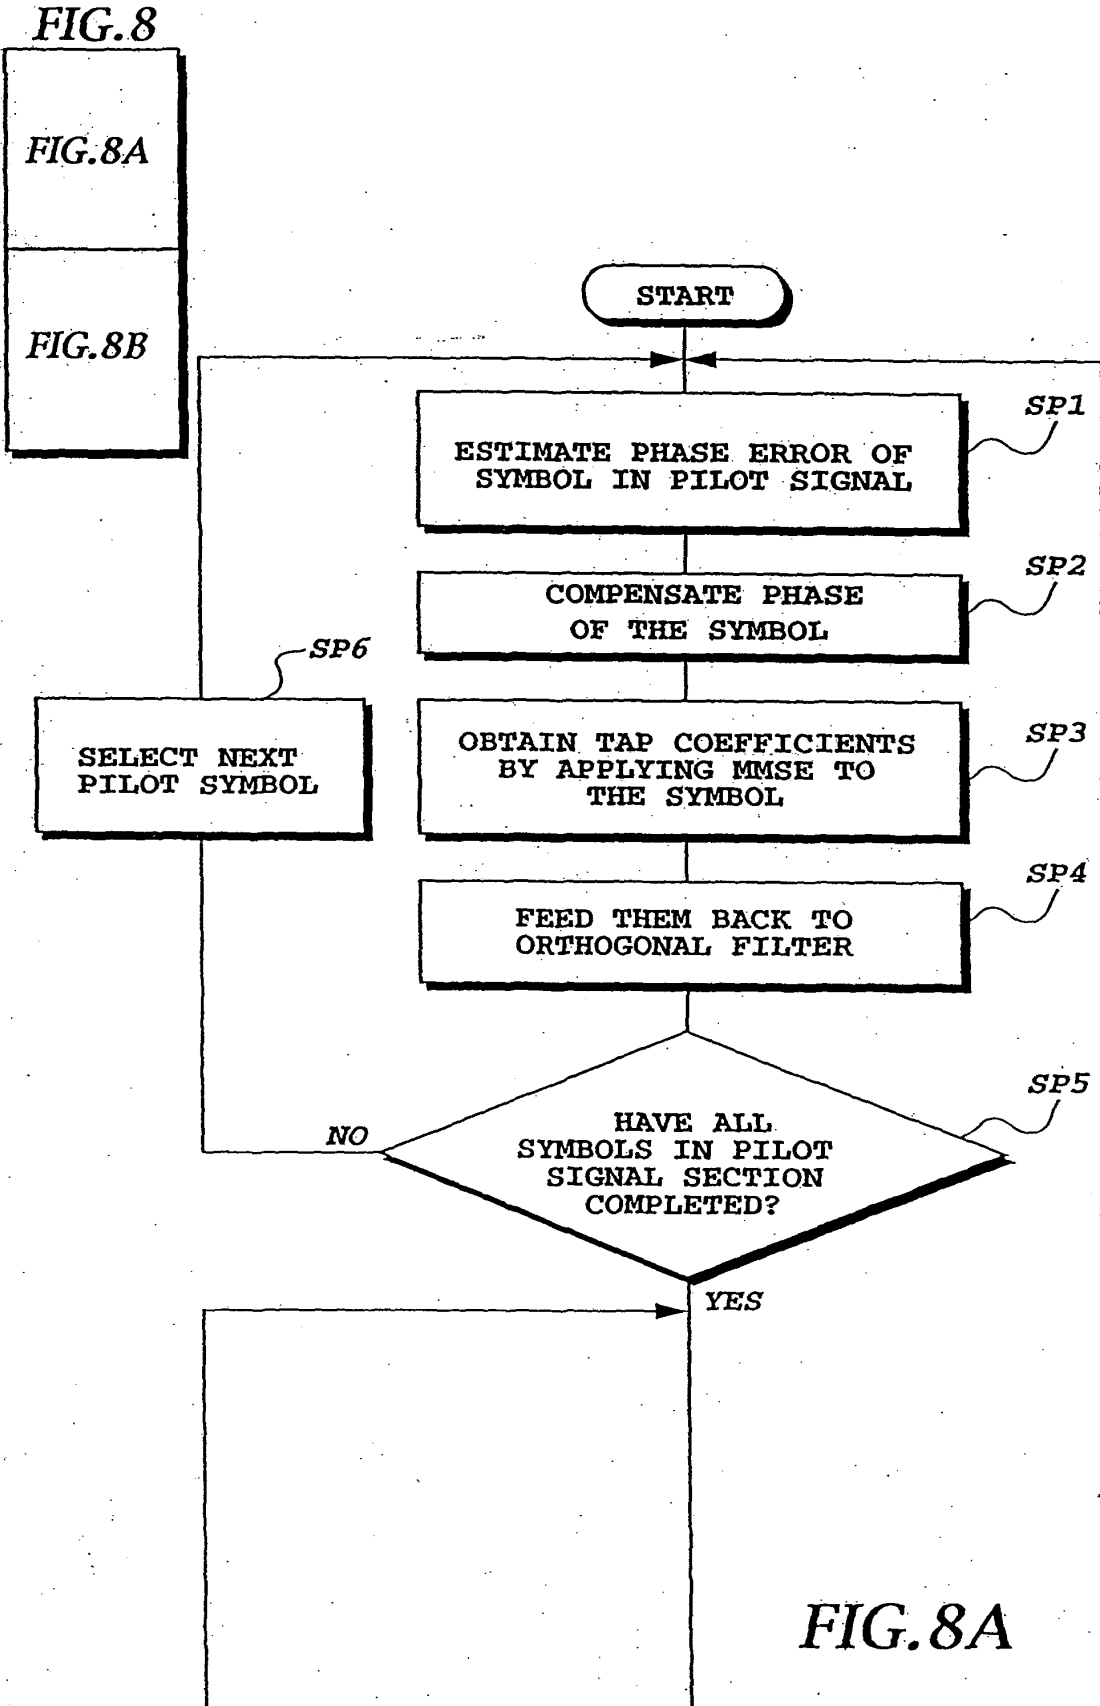 FIG.8
FIG.8A
FIG.8B
START
SP1
ESTIMATE PHASE ERROR OF
SYMBOL IN PILOT SIGNAL
SP2
COMPENSATE PHASE
OF THE SYMBOL
SP6
SELECT NEXT
PILOT SYMBOL
SP3
OBTAIN TAP COEFFICIENTS
BY APPLYING MMSE TO
THE SYMBOL
SP4
FEED THEM BACK TO
ORTHOGONAL FILTER
SP5
HAVE ALL
SYMBOLS IN PILOT
SIGNAL SECTION
COMPLETED?
NO
YES
FIG.8A